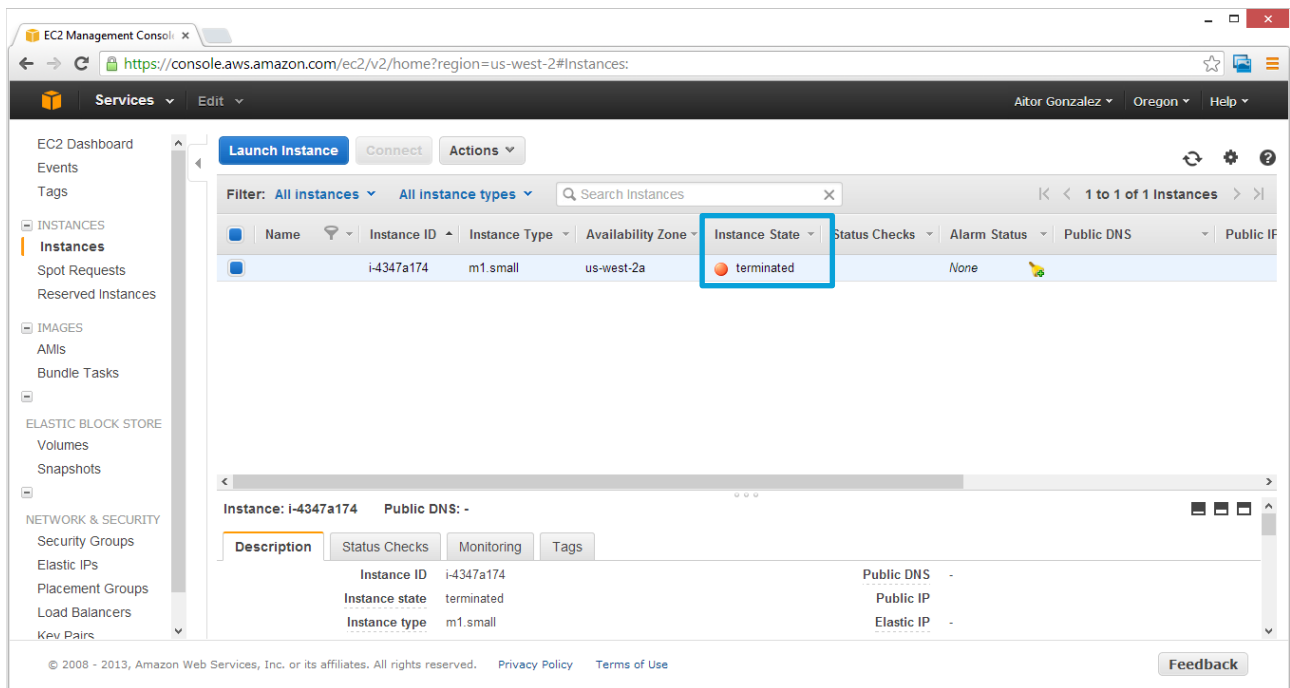 EC2 Management Consol
https://console.aws.amazon.com/ec2/v2/home?region=us-west-2#Instances:
Services Edit Aitor Gonzalez Oregon Help
EC2 Dashboard
Events
Tags
INSTANCES
Instances
Spot Requests
Reserved Instances
IMAGES
AMIs
Bundle Tasks
ELASTIC BLOCK STORE
Volumes
Snapshots
NETWORK & SECURITY
Security Groups
Elastic IPs
Placement Groups
Load Balancers
Key Pairs
Launch Instance Connect Actions
Filter: All instances All instance types Search Instances 1 to 1 of 1 Instances
Name Instance ID Instance Type Availability Zone Instance State Status Checks Alarm Status Public DNS Public IP
i-4347a174 m1.small us-west-2a terminated None
Instance: i-4347a174 Public DNS: -
Description Status Checks Monitoring Tags
Instance ID i-4347a174 Public DNS -
Instance state terminated Public IP
Instance type m1.small Elastic IP -
© 2008 - 2013, Amazon Web Services, Inc. or its affiliates. All rights reserved. Privacy Policy Terms of Use Feedback